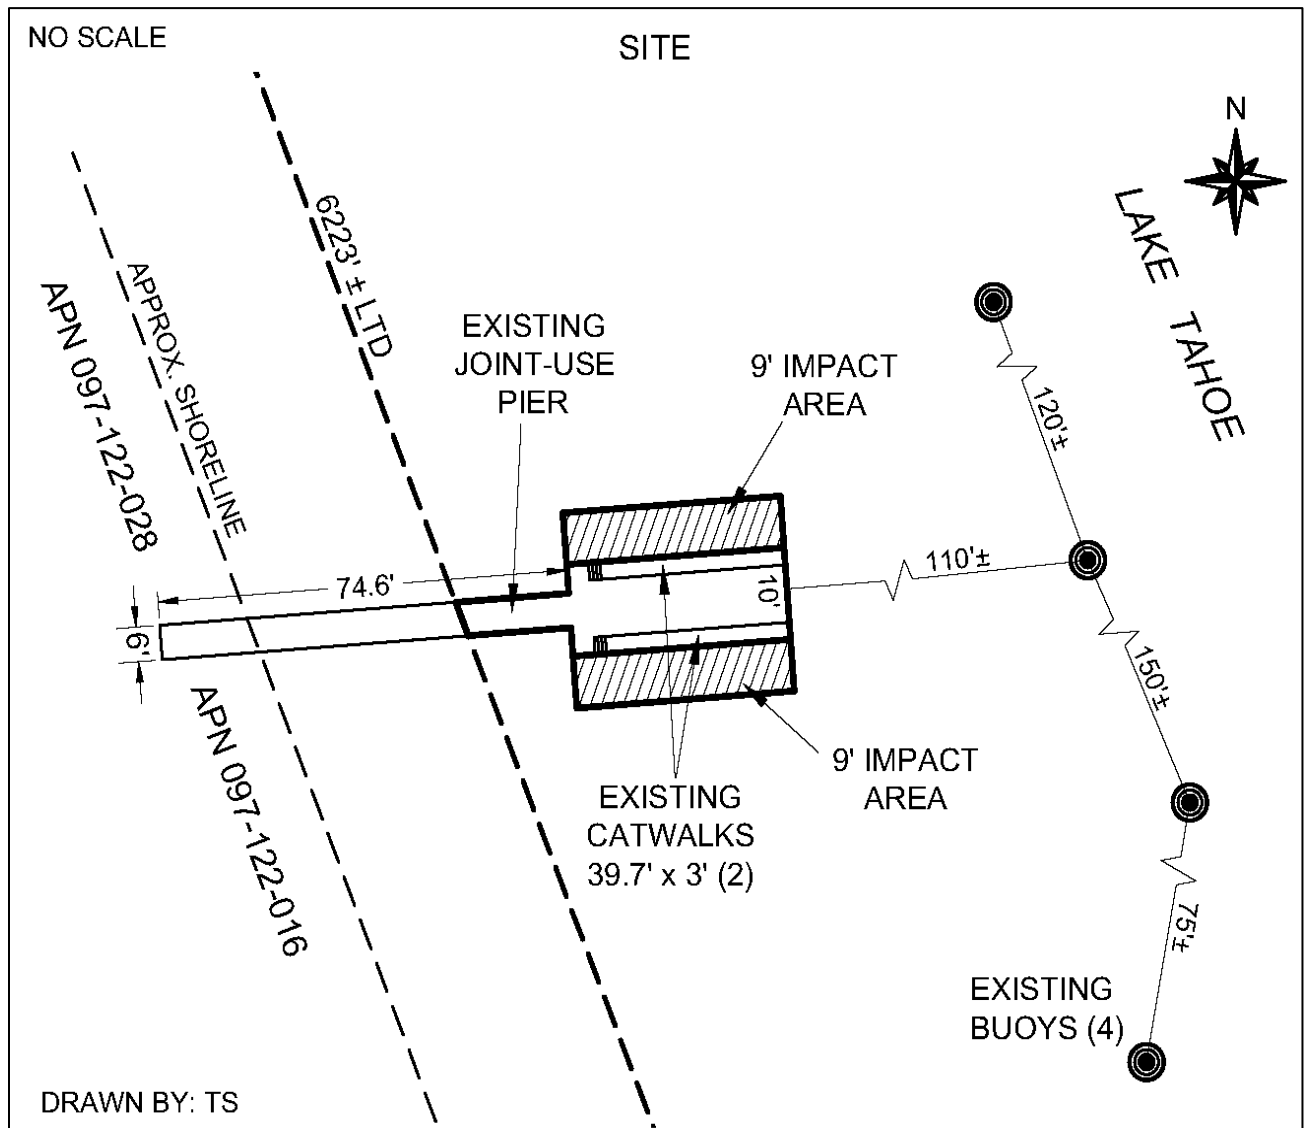 NO SCALE
SITE
N
LAKE TAHOE
6223' ± LTD
APPROX. SHORELINE
APN 097-122-028
EXISTING
JOINT-USE
PIER
9' IMPACT
AREA
120'±
110'±
74.6'
10'
6'
150'±
APN 097-122-016
9' IMPACT
AREA
EXISTING
CATWALKS
39.7' x 3' (2)
75'±
EXISTING
BUOYS (4)
DRAWN BY: TS